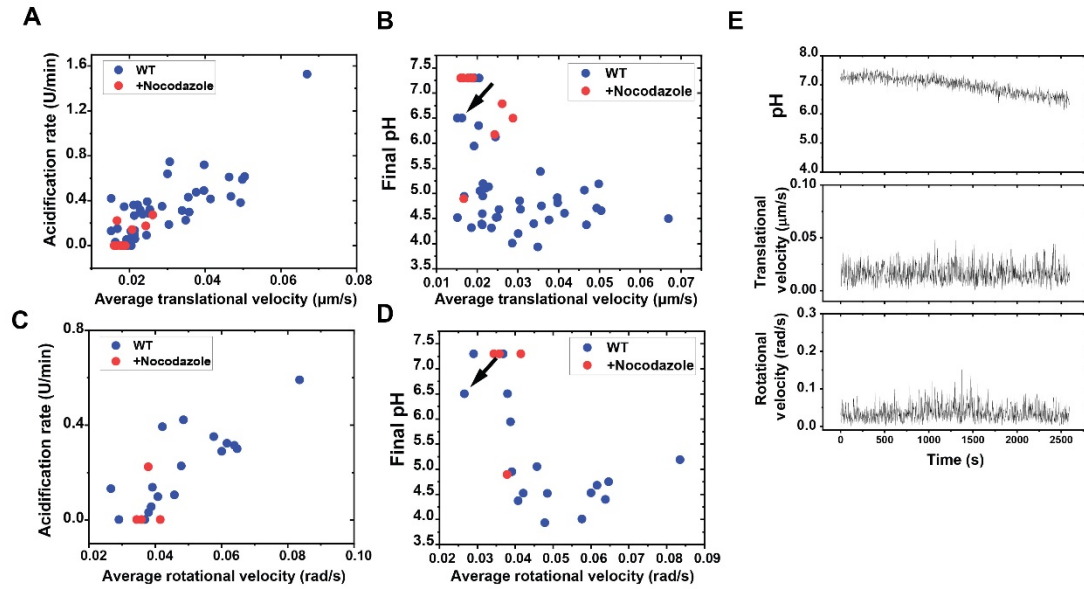 A
Acidification rate (U/min)
1.6
1.2
0.8
0.4
0.0
WT
+Nocodazole
0.02
0.04
0.06
0.08
Average translational velocity (μm/s)
B
Final pH
7.5
7.0
6.5
6.0
5.5
5.0
4.5
4.0
3.5
WT
+Nocodazole
0.01
0.02
0.03
0.04
0.05
0.06
0.07
Average translational velocity (μm/s)
C
Acidification rate (U/min)
0.8
0.4
0.0
WT
+Nocodazole
0.02
0.04
0.06
0.08
0.10
Average rotational velocity (rad/s)
D
Final pH
7.5
7.0
6.5
6.0
5.5
5.0
4.5
4.0
3.5
WT
+Nocodazole
0.02
0.03
0.04
0.05
0.06
0.07
0.08
0.09
Average rotational velocity (rad/s)
E
pH
8.0
7.0
6.0
5.0
4.0
Translational
velocity (μm/s)
0.10
0.05
0.00
Rotational
velocity (rad/s)
0.3
0.2
0.1
0.0
0
500
1000
1500
2000
2500
Time (s)